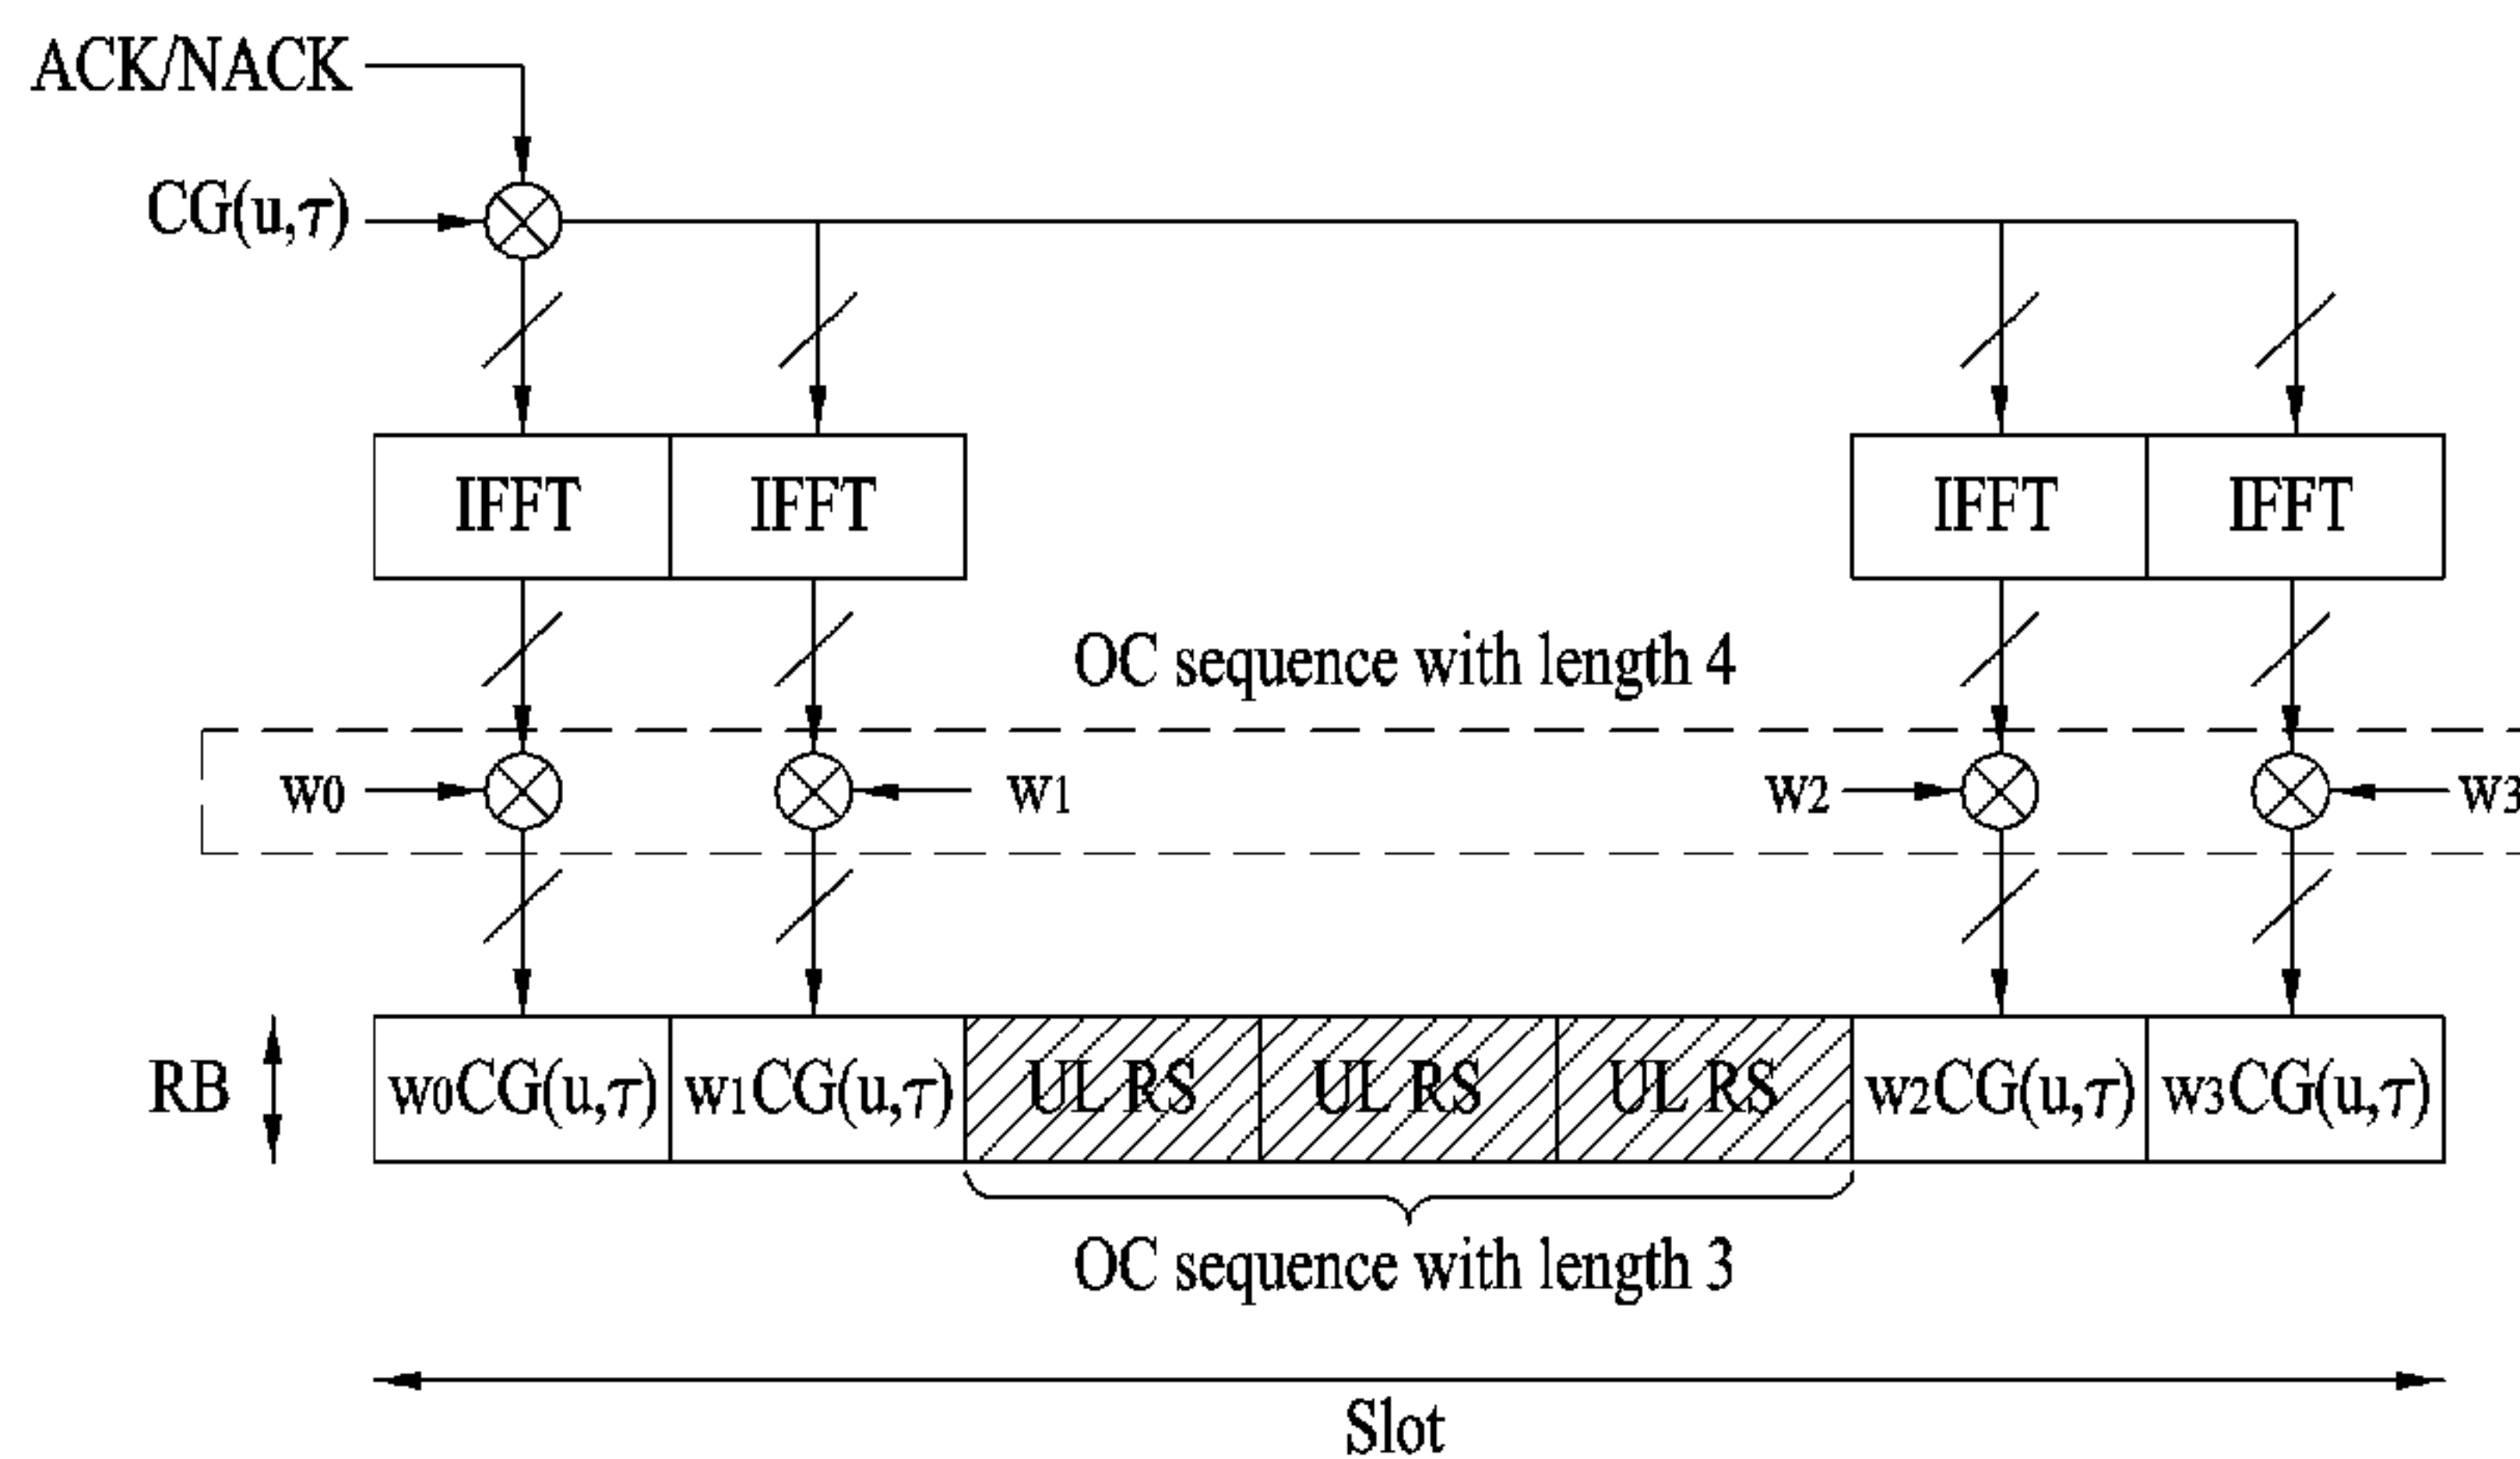 ACK/NACK
CG(u,τ)
IFFT IFFT IFFT IFFT
OC sequence with length 4
w0 w1 w2 w3
RB w0CG(u,τ) w1CG(u,τ) UL RS UL RS UL RS w2CG(u,τ) w3CG(u,τ)
OC sequence with length 3
Slot